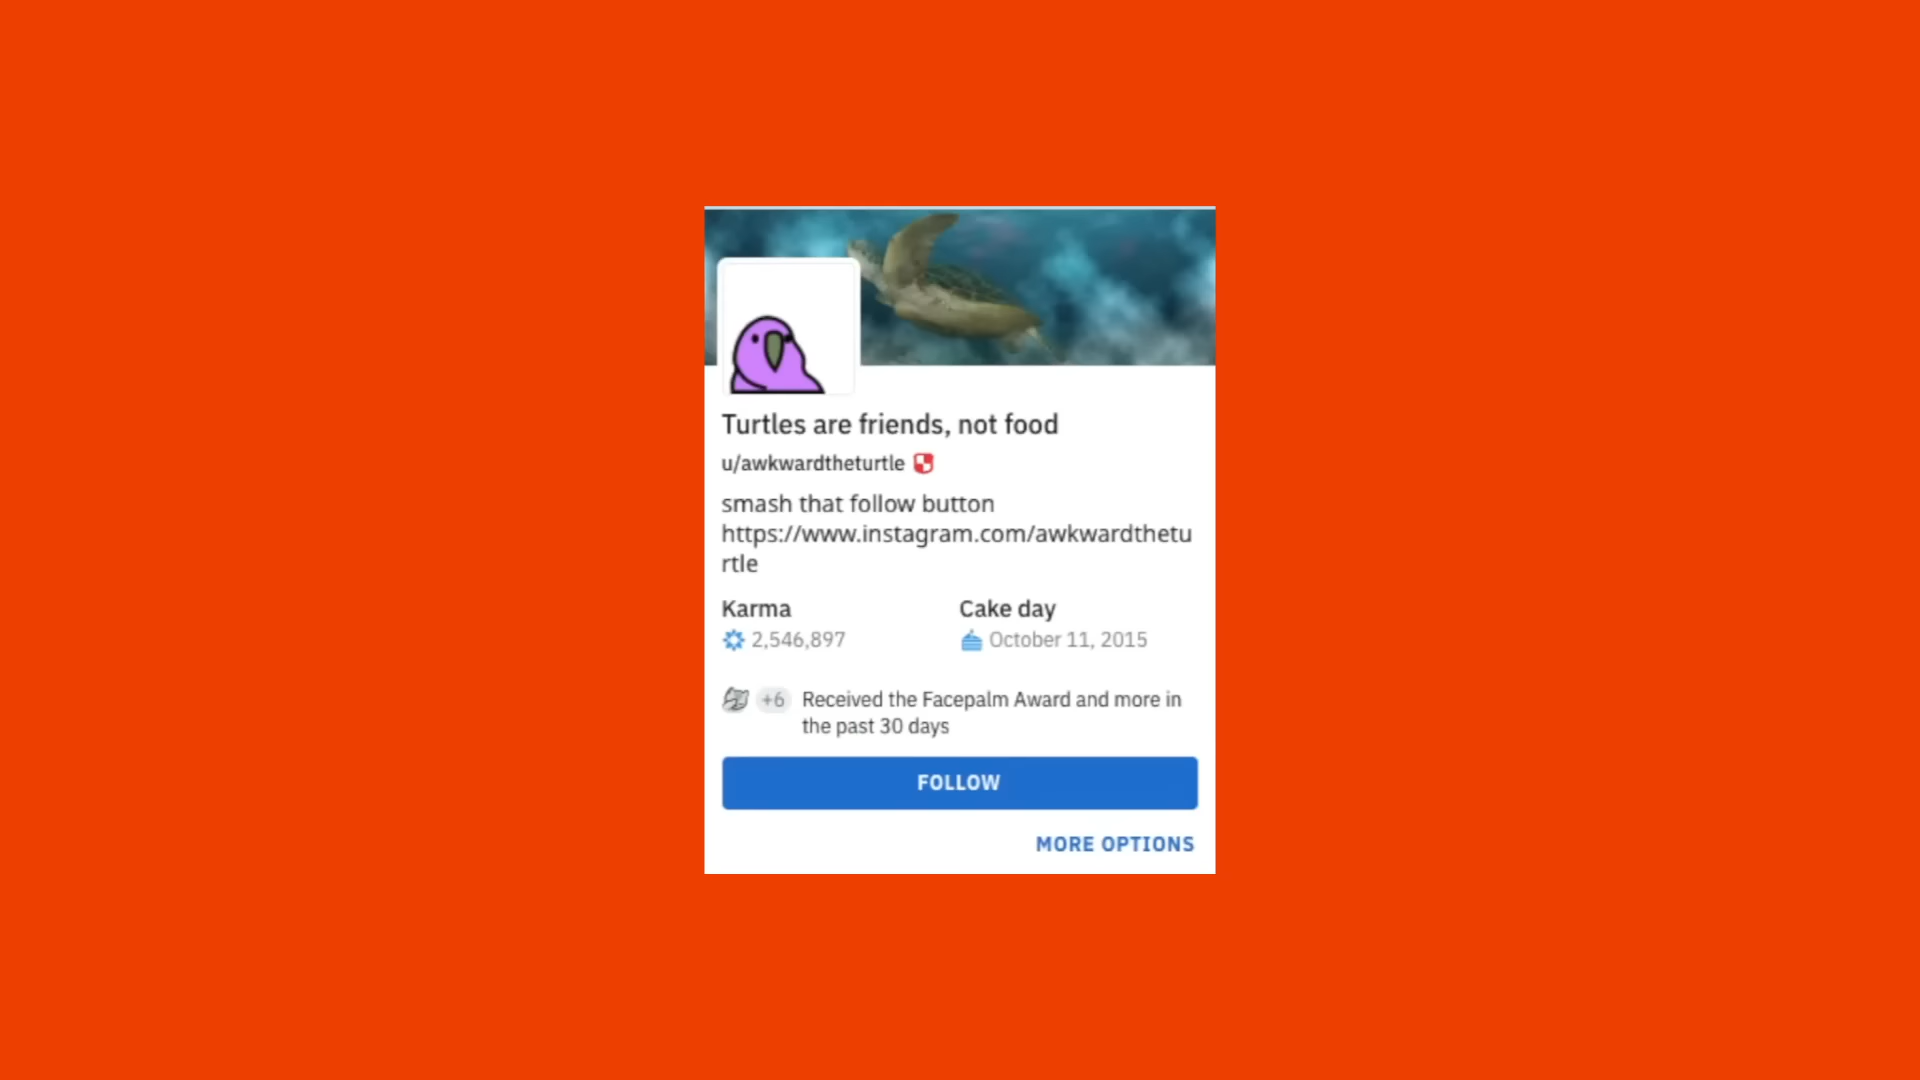 Turtles are friends, not food
u/awkwardtheturtle
smash that follow button
https://www.instagram.com/awkwardthetu
rtle
Karma
Cake day
2,546,897
October 11, 2015
+6
Received the Facepalm Award and more in
the past 30 days
FOLLOW
MORE OPTIONS